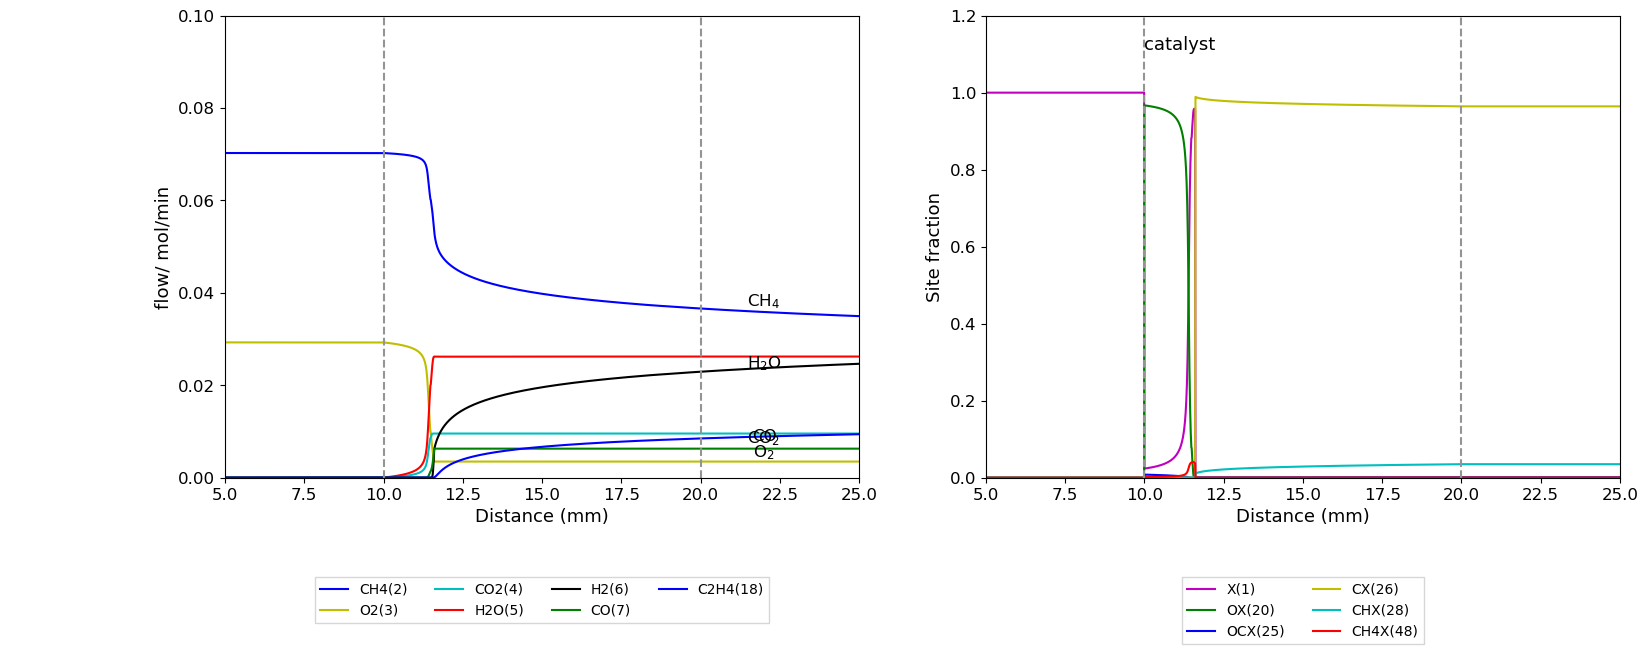 0.10
0.08
0.06
0.04
0.02
0.00
flow/ mol/min
CH₄
H₂O
CO
CO₂
O₂
5.0 7.5 10.0 12.5 15.0 17.5 20.0 22.5 25.0
Distance (mm)
CH4(2) CO2(4) H2(6) C2H4(18)
O2(3) H2O(5) CO(7)
1.2
1.0
0.8
0.6
0.4
0.2
0.0
Site fraction
catalyst
5.0 7.5 10.0 12.5 15.0 17.5 20.0 22.5 25.0
Distance (mm)
X(1) CX(26)
OX(20) CHX(28)
OCX(25) CH4X(48)